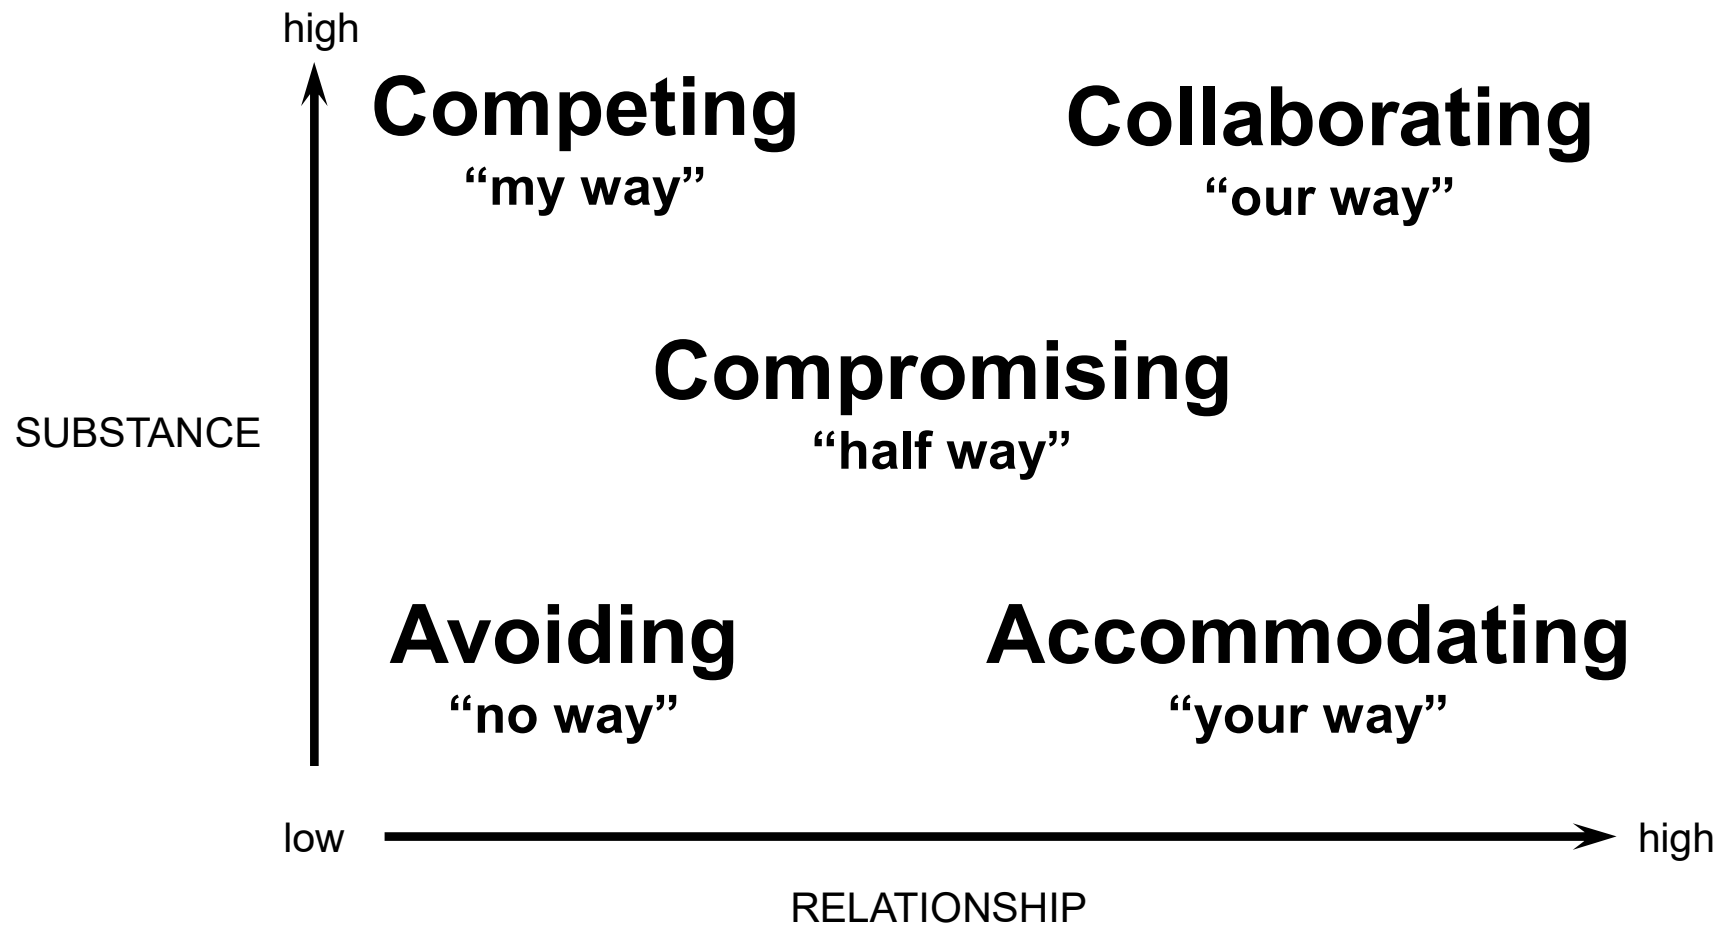 high
Competing
“my way”
Collaborating
“our way”
Compromising
“half way”
SUBSTANCE
Avoiding
“no way”
Accommodating
“your way”
low
high
RELATIONSHIP